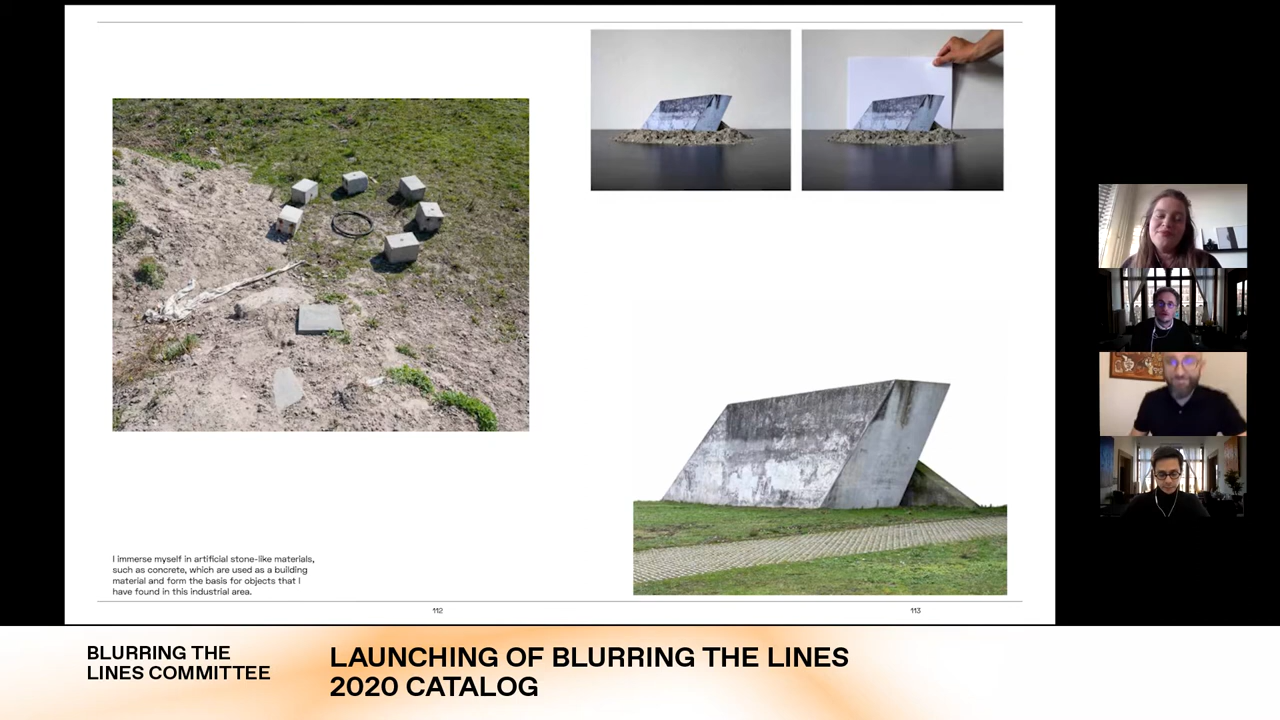 I immerse myself in artificial stone-like materials,
such as concrete, which are used as a building
material and form the basis for objects that I
have found in this industrial area.
112
113
BLURRING THE
LINES COMMITTEE
LAUNCHING OF BLURRING THE LINES
2020 CATALOG